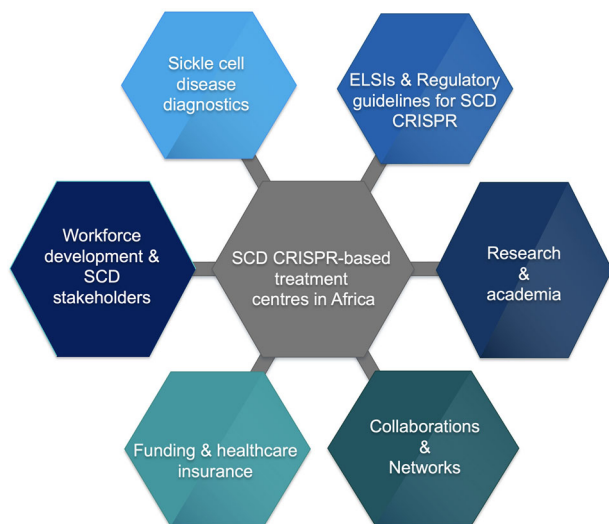 Sickle cell
disease
diagnostics
ELSIs & Regulatory
guidelines for SCD
CRISPR
Workforce
development &
SCD
stakeholders
SCD CRISPR-based
treatment
centres in Africa
Research
&
academia
Funding & healthcare
insurance
Collaborations
&
Networks